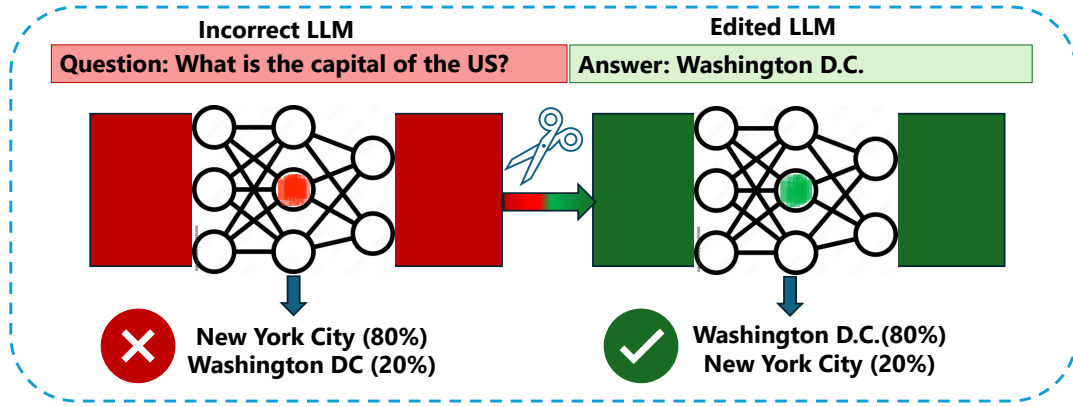 Incorrect LLM
Edited LLM
Question: What is the capital of the US?
Answer: Washington D.C.
New York City (80%)
Washington DC (20%)
Washington D.C.(80%)
New York City (20%)